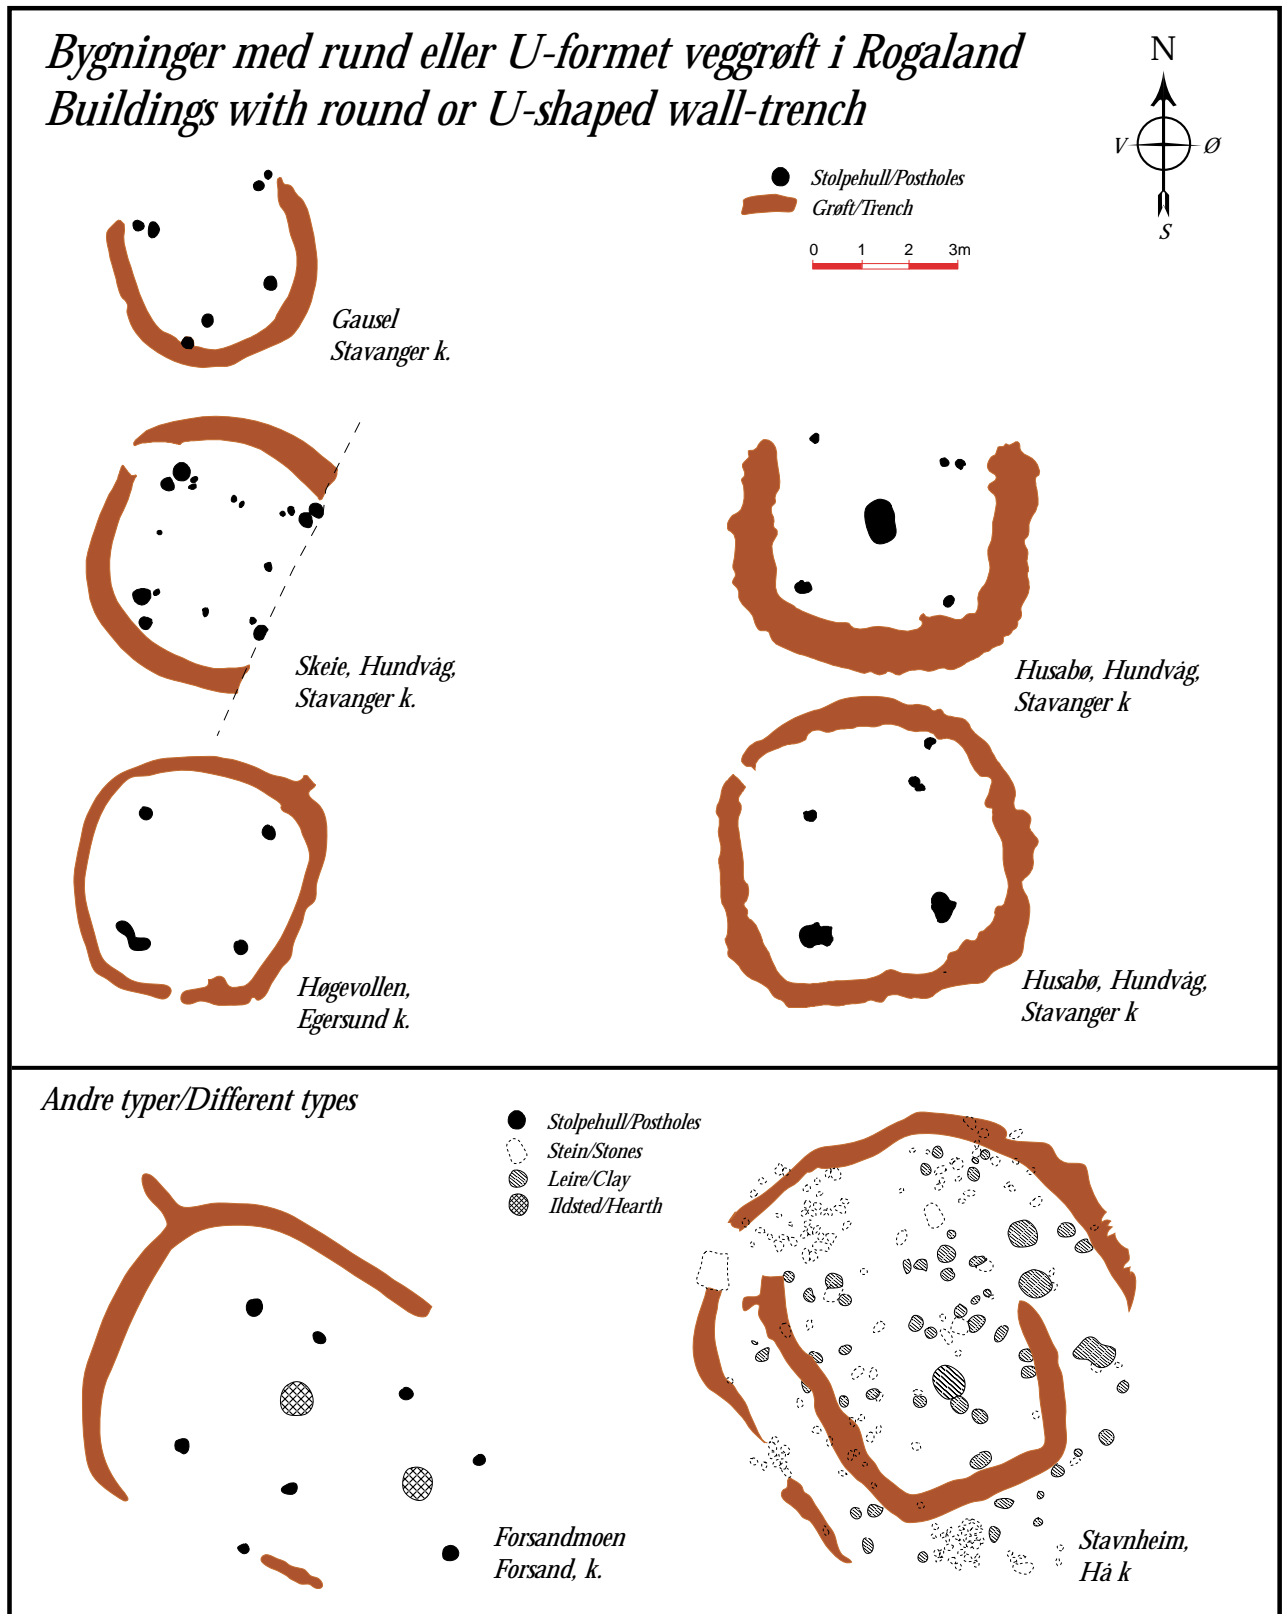 Bygninger med rund eller U-formet veggrøft i Rogaland
Buildings with round or U-shaped wall-trench
N
V
Ø
S
Stolpehull/Postholes
Grøft/Trench
0 1 2 3m
Gausel
Stavanger k.
Skeie, Hundvåg,
Stavanger k.
Husabø, Hundvåg,
Stavanger k
Høgevollen,
Egersund k.
Husabø, Hundvåg,
Stavanger k
Andre typer/Different types
Stolpehull/Postholes
Stein/Stones
Leire/Clay
Ildsted/Hearth
Forsandmoen
Forsand, k.
Stavnheim,
Hå k